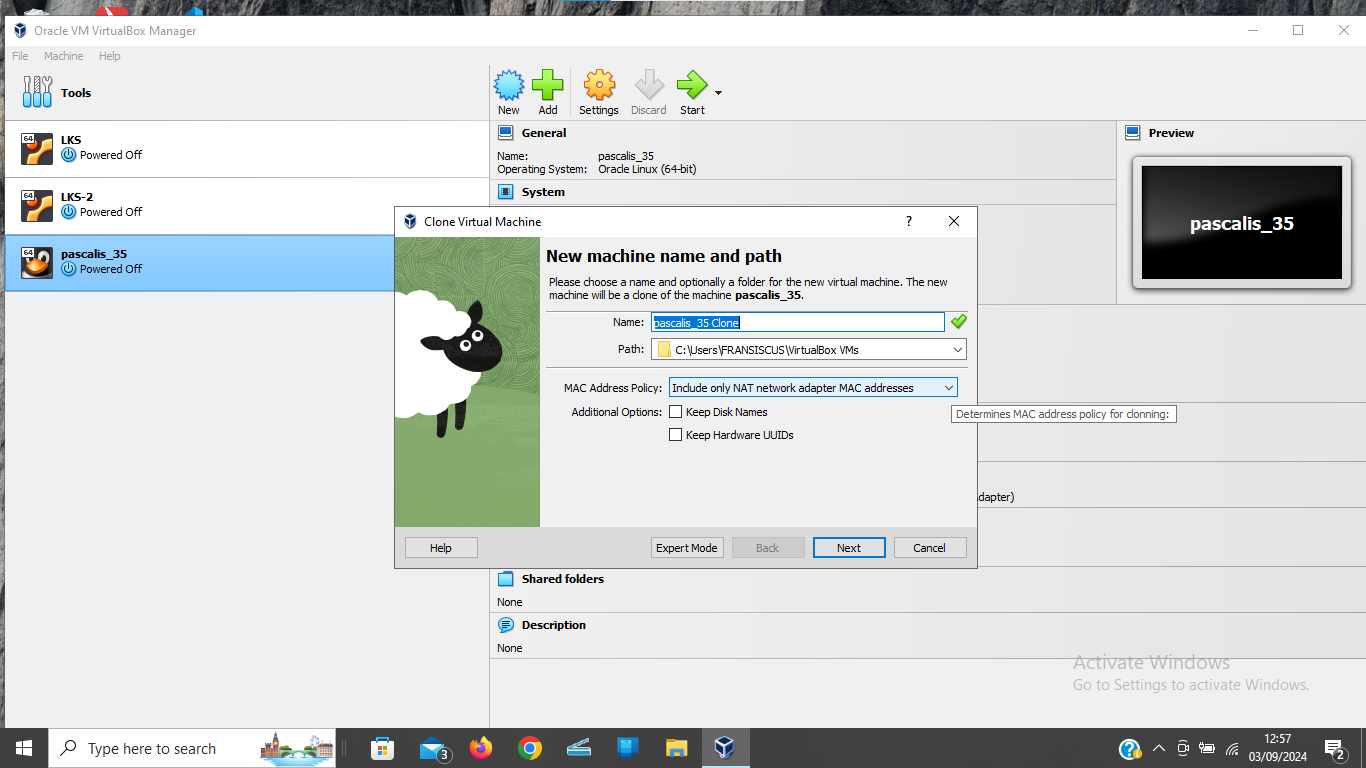 Oracle VM VirtualBox Manager
File Machine Help
Tools
New Add Settings Discard Start
64
LKS
Powered Off
64
LKS-2
Powered Off
64
pascalis_35
Powered Off
General
Name: pascalis_35
Operating System: Oracle Linux (64-bit)
System
Preview
pascalis_35
Clone Virtual Machine
?
New machine name and path
Please choose a name and optionally a folder for the new virtual machine. The new
machine will be a clone of the machine pascalis_35.
Name: pascalis_35 Clone
Path: C:\Users\FRANSISCUS\VirtualBox VMs
MAC Address Policy: Include only NAT network adapter MAC addresses
Additional Options: Keep Disk Names
Keep Hardware UUIDs
Determines MAC address policy for clonning:
Help Expert Mode Back Next Cancel
dapter)
Shared folders
None
Description
None
Activate Windows
Go to Settings to activate Windows.
Type here to search
3
12:57
03/09/2024
2